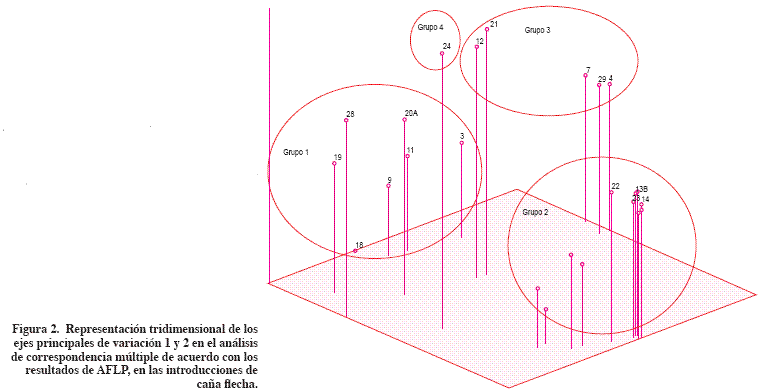 Grupo 4
24
21
12
Grupo 3
7
29 4
28
20A
3
Grupo 1
19
11
9
18
22
13B
14
Grupo 2
Figura 2. Representación tridimensional de los
ejes principales de variación 1 y 2 en el análisis
de correspondencia múltiple de acuerdo con los
resultados de AFLP, en las introducciones de
caña flecha.